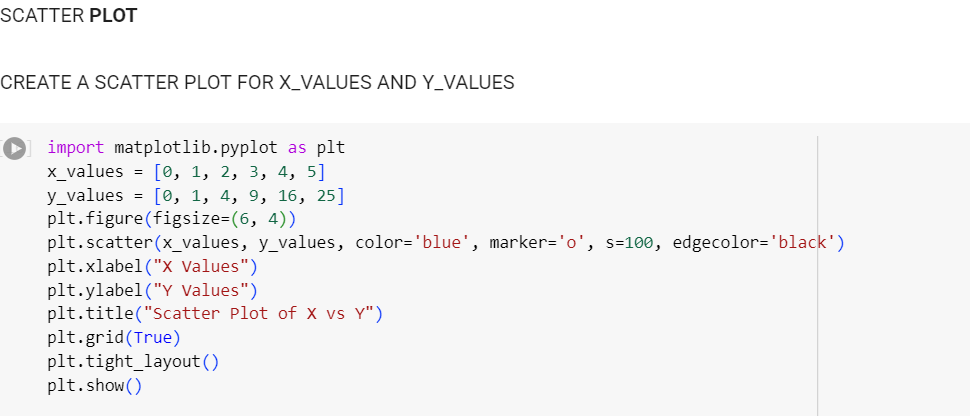 SCATTER PLOT
CREATE A SCATTER PLOT FOR X_VALUES AND Y_VALUES
import matplotlib.pyplot as plt
x_values = [0, 1, 2, 3, 4, 5]
y_values = [0, 1, 4, 9, 16, 25]
plt.figure(figsize=(6, 4))
plt.scatter(x_values, y_values, color='blue', marker='o', s=100, edgecolor='black')
plt.xlabel("X Values")
plt.ylabel("Y Values")
plt.title("Scatter Plot of X vs Y")
plt.grid(True)
plt.tight_layout()
plt.show()